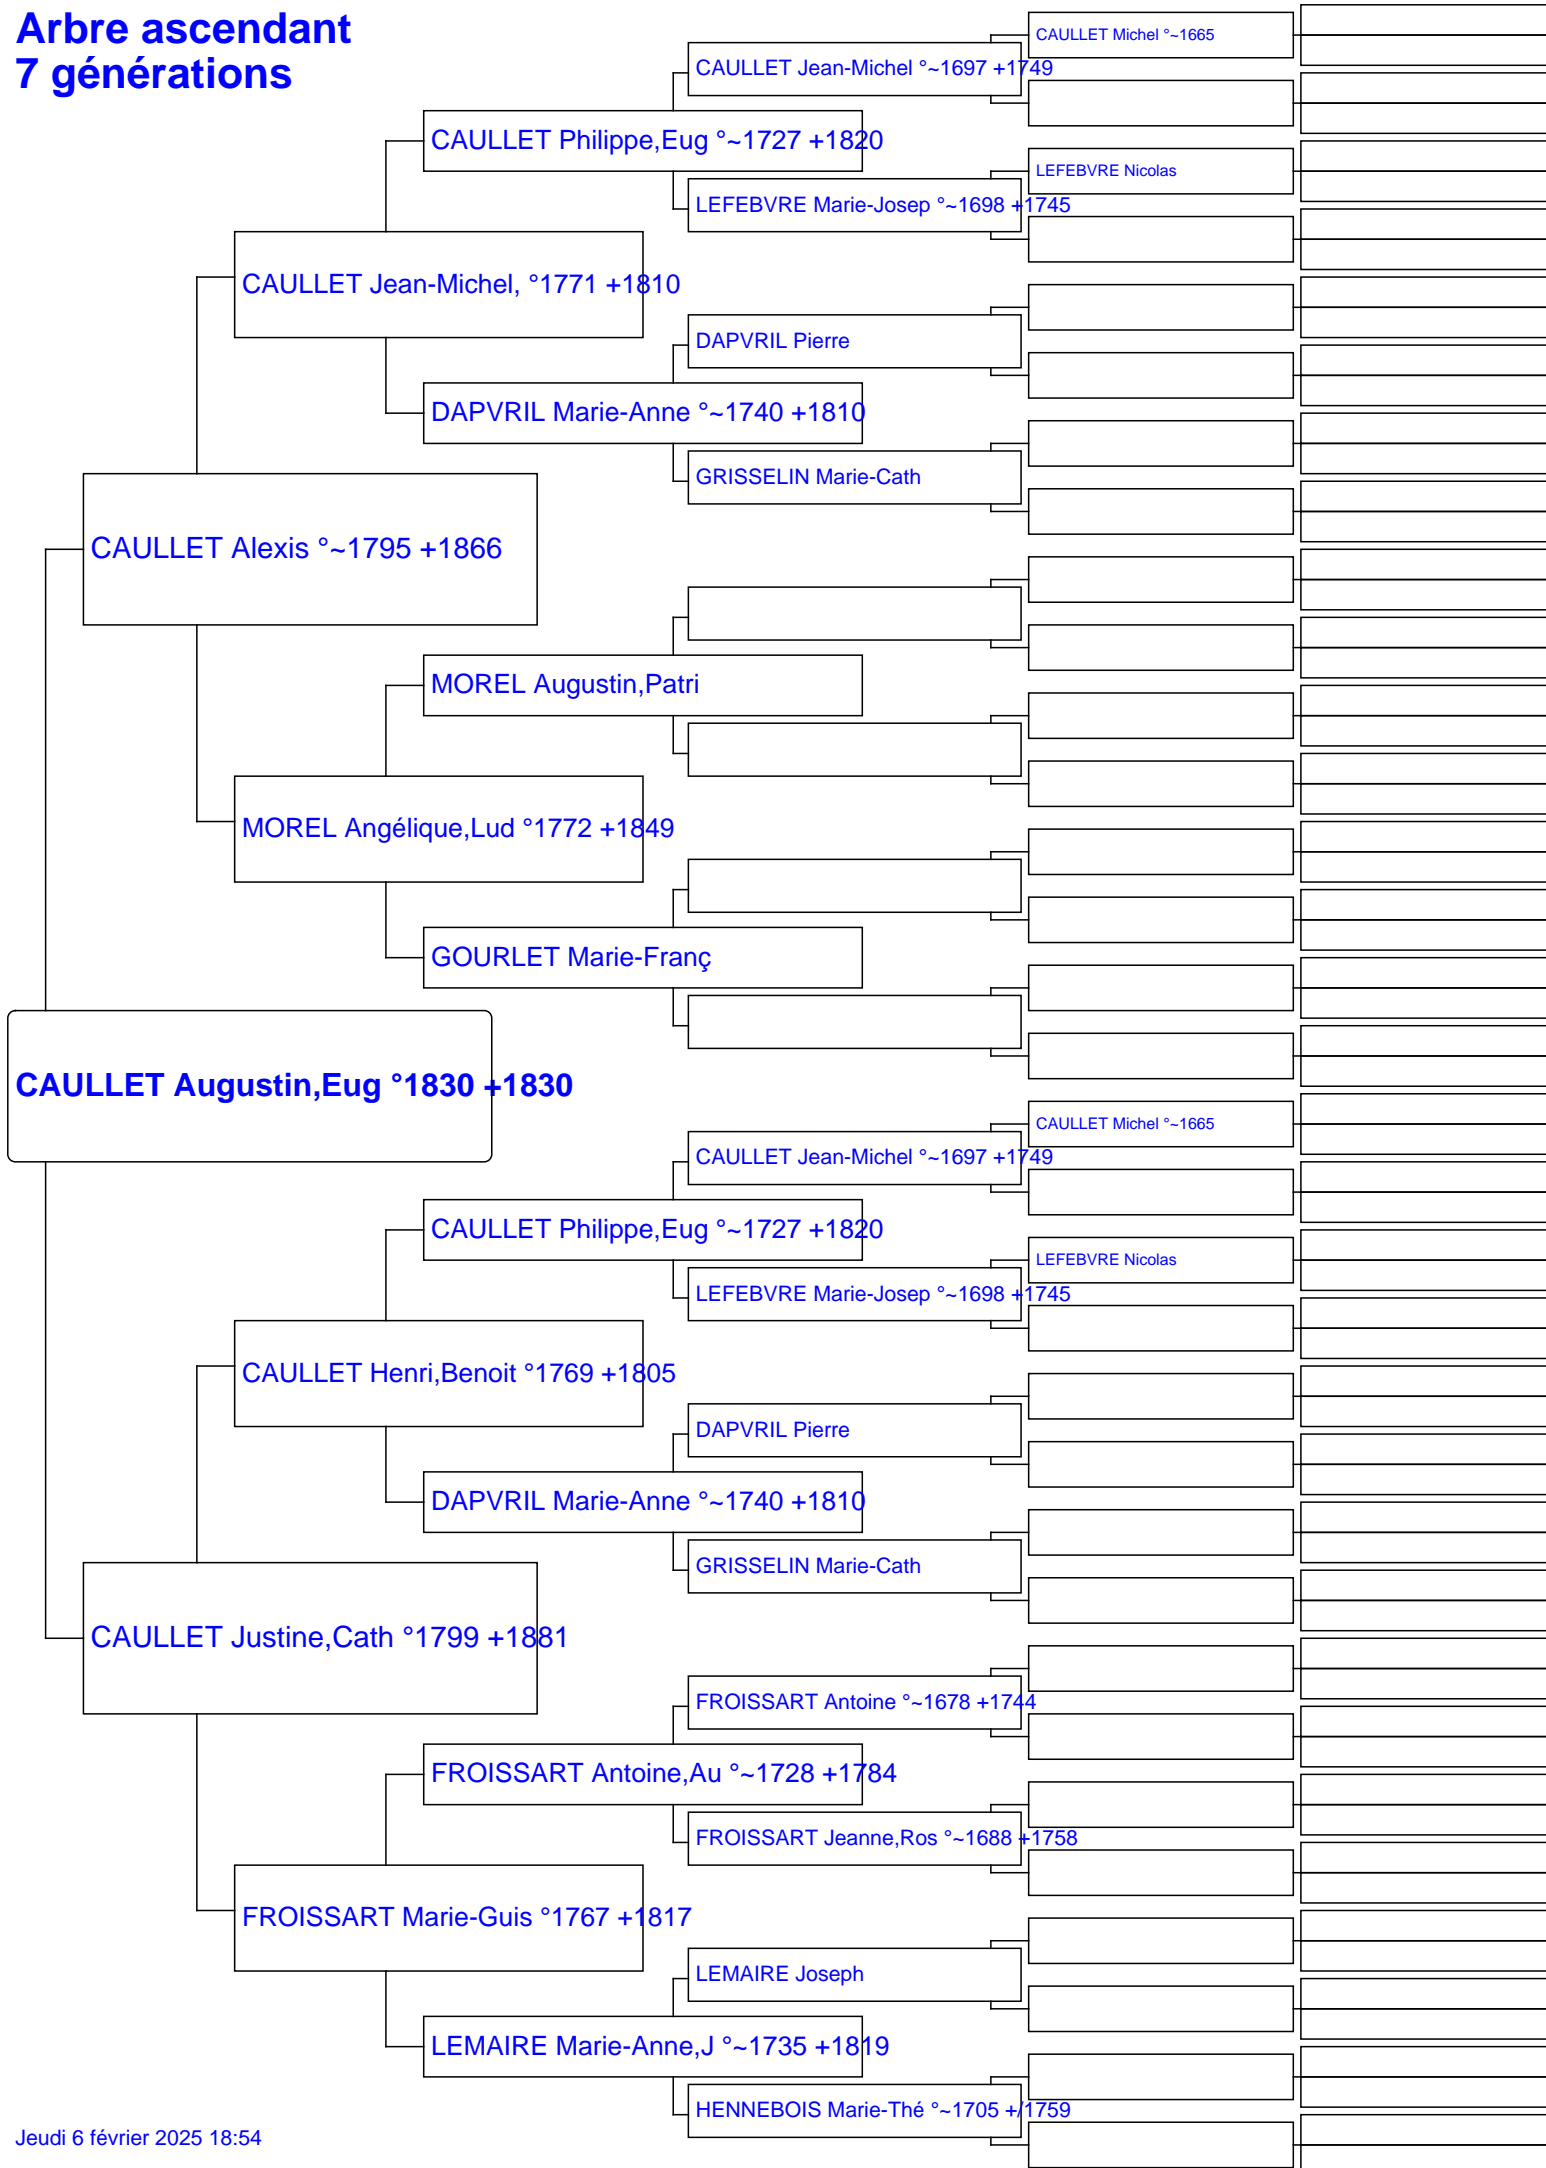 Arbre ascendant
7 générations
CAULLET Michel °~1665
CAULLET Jean-Michel °~1697 +1749
CAULLET Philippe,Eug °~1727 +1820
LEFEBVRE Nicolas
LEFEBVRE Marie-Josep °~1698 +1745
CAULLET Jean-Michel, °1771 +1810
DAPVRIL Pierre
DAPVRIL Marie-Anne °~1740 +1810
GRISSELIN Marie-Cath
CAULLET Alexis °~1795 +1866
MOREL Augustin,Patri
MOREL Angélique,Lud °1772 +1849
GOURLET Marie-Franç
CAULLET Augustin,Eug °1830 +1830
CAULLET Michel °~1665
CAULLET Jean-Michel °~1697 +1749
CAULLET Philippe,Eug °~1727 +1820
LEFEBVRE Nicolas
LEFEBVRE Marie-Josep °~1698 +1745
CAULLET Henri,Benoit °1769 +1805
DAPVRIL Pierre
DAPVRIL Marie-Anne °~1740 +1810
GRISSELIN Marie-Cath
CAULLET Justine,Cath °1799 +1881
FROISSART Antoine °~1678 +1744
FROISSART Antoine,Au °~1728 +1784
FROISSART Jeanne,Ros °~1688 +1758
FROISSART Marie-Guis °1767 +1817
LEMAIRE Joseph
LEMAIRE Marie-Anne,J °~1735 +1819
HENNEBOIS Marie-Thé °~1705 +/1759
Jeudi 6 février 2025 18:54